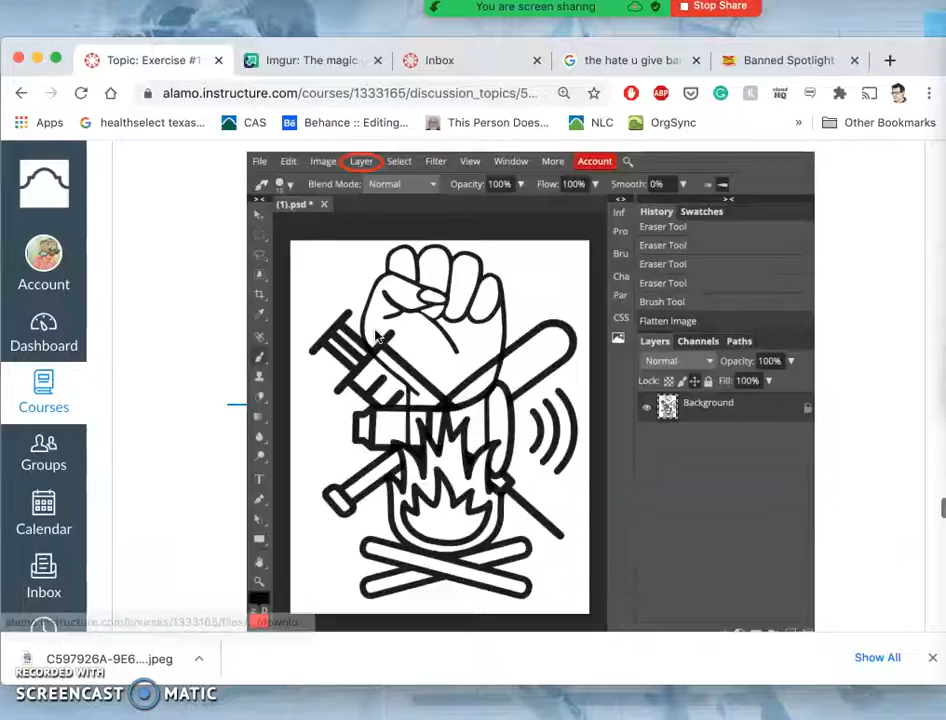 You are screen sharing Stop Share
Topic: Exercise #1 Imgur: The magic Inbox the hate u give ba Banned Spotlight
alamo.instructure.com/courses/1333165/discussion_topics/5...
Apps healthselect texas... CAS Behance :: Editing... This Person Does... NLC OrgSync » Other Bookmarks
Account
Dashboard
Courses
Groups
Calendar
Inbox
File Edit Image Layer Select Filter View Window More Account
Blend Mode: Normal Opacity: 100% Flow: 100% Smooth: 0%
(1).psd *
Inf
Pro
Bru
Cha
Par
CSS
History Swatches
Eraser Tool
Eraser Tool
Eraser Tool
Eraser Tool
Brush Tool
Flatten Image
Layers Channels Paths
Normal Opacity: 100%
Lock: Fill: 100%
Background
C597926A-9E6....jpeg
Show All
RECORDED WITH
SCREENCAST MATIC